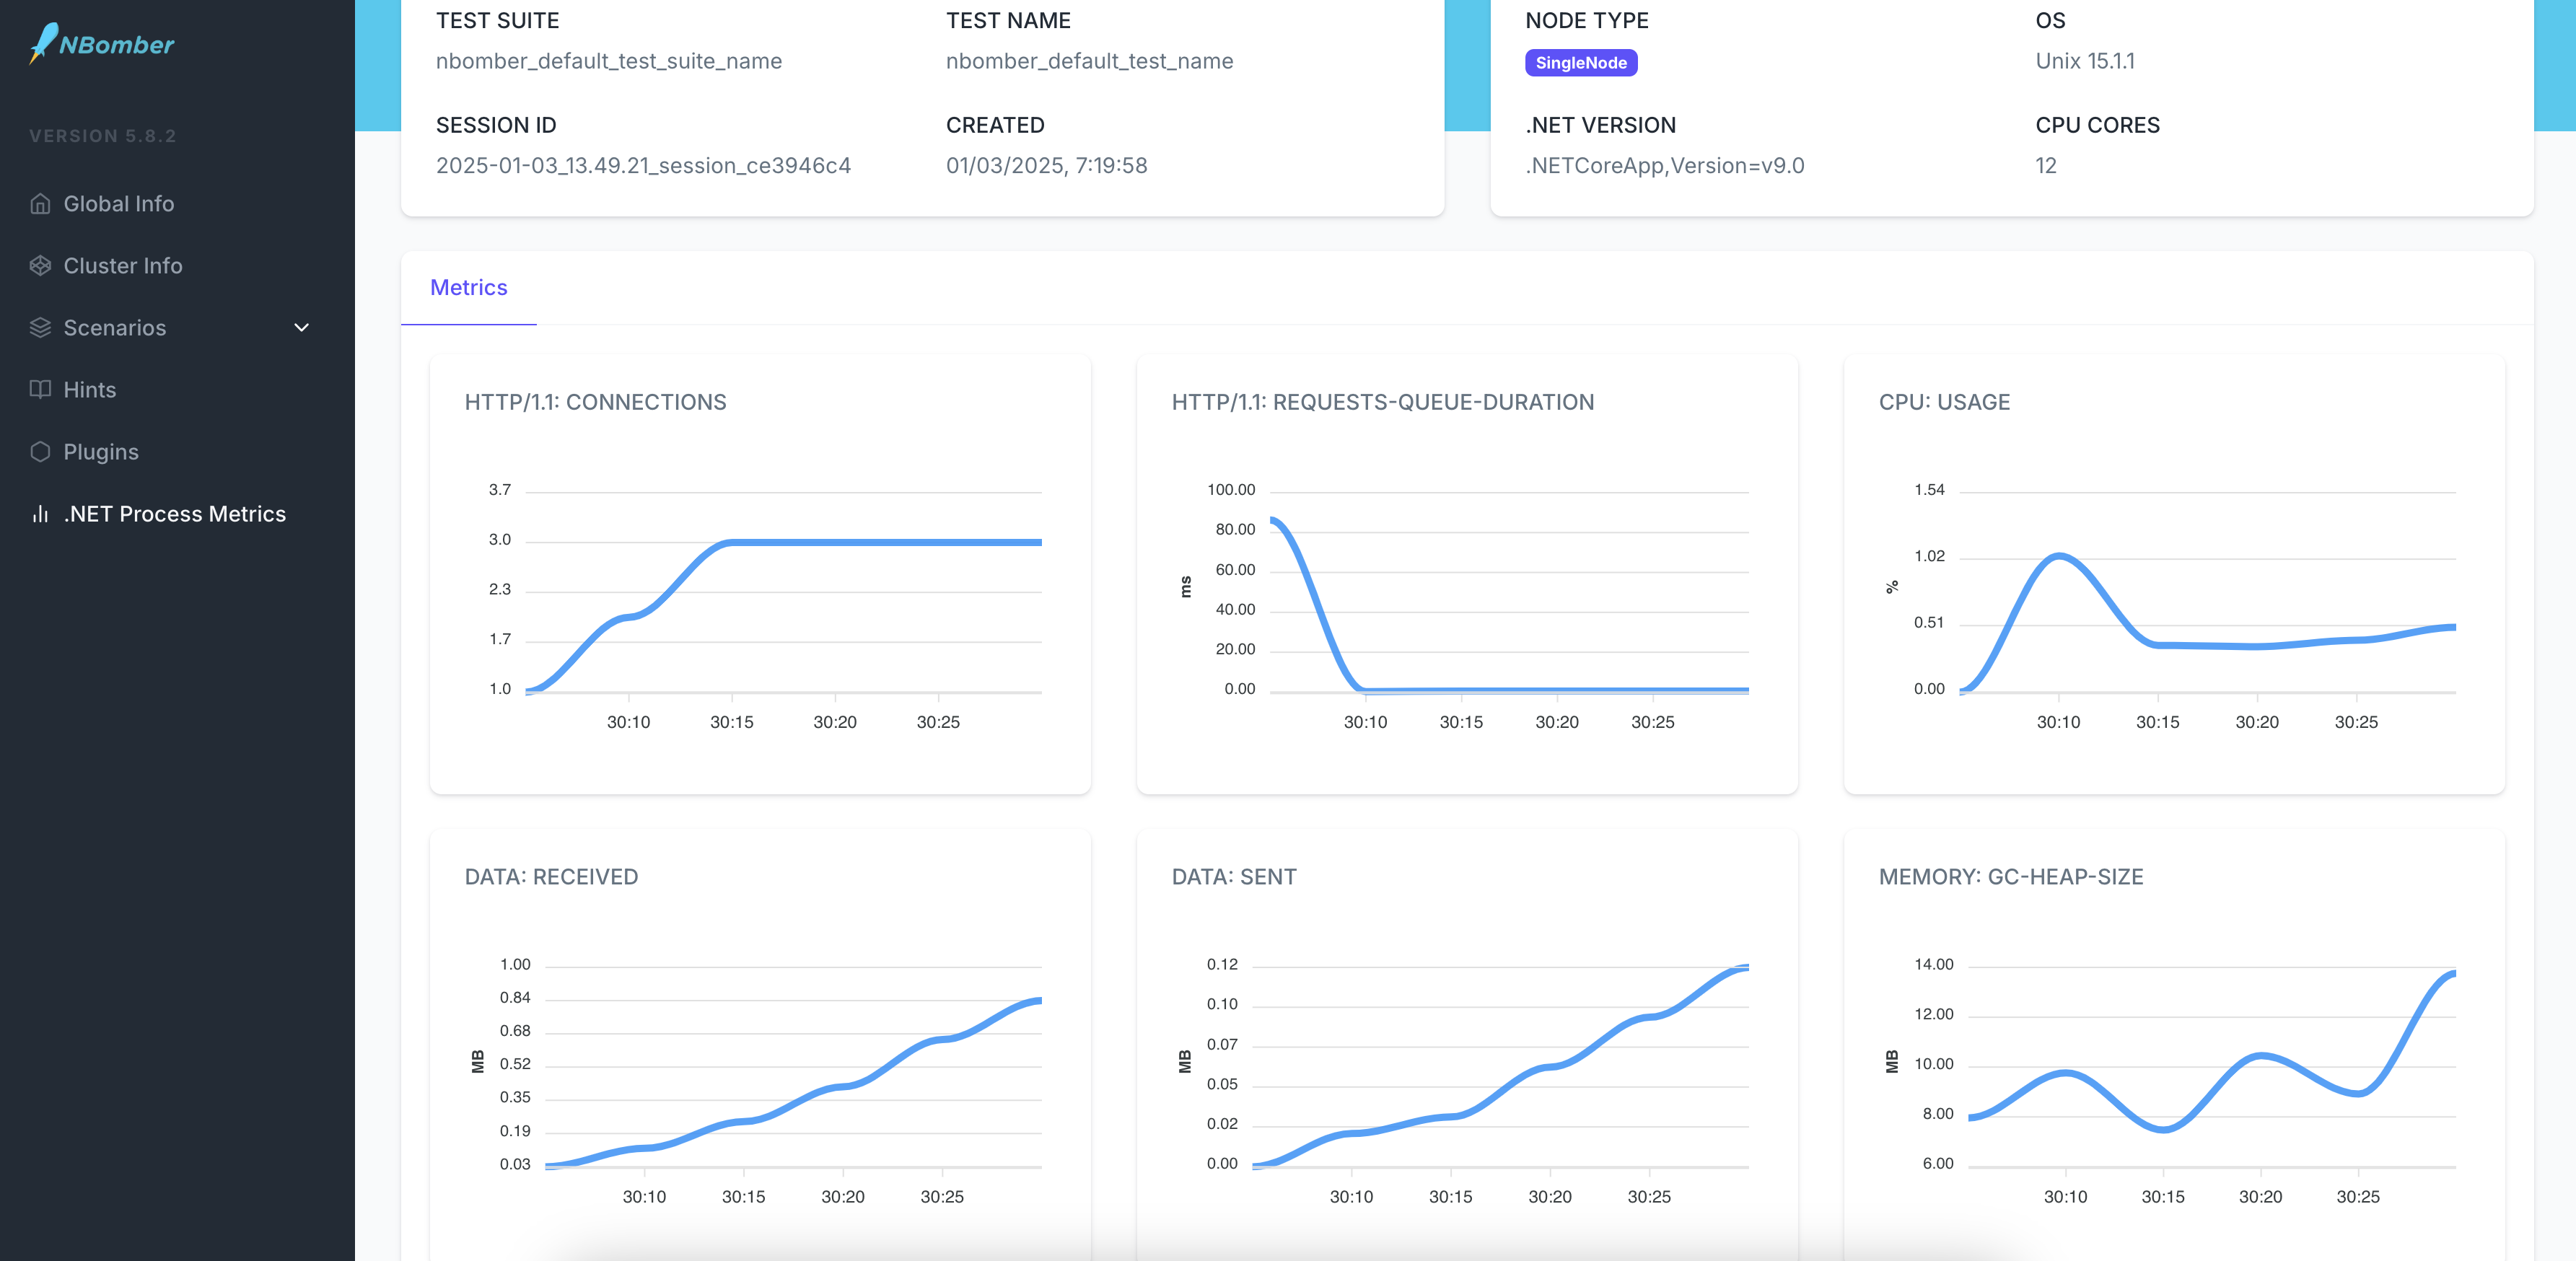 NBomber
VERSION 5.8.2
Global Info
Cluster Info
Scenarios
Hints
Plugins
.NET Process Metrics
TEST SUITE
nbomber_default_test_suite_name
TEST NAME
nbomber_default_test_name
SESSION ID
2025-01-03_13.49.21_session_ce3946c4
CREATED
01/03/2025, 7:19:58
NODE TYPE
SingleNode
OS
Unix 15.1.1
.NET VERSION
.NETCoreApp,Version=v9.0
CPU CORES
12
Metrics
HTTP/1.1: CONNECTIONS
3.7
3.0
2.3
1.7
1.0
30:10 30:15 30:20 30:25
HTTP/1.1: REQUESTS-QUEUE-DURATION
ms
100.00
80.00
60.00
40.00
20.00
0.00
30:10 30:15 30:20 30:25
CPU: USAGE
%
1.54
1.02
0.51
0.00
30:10 30:15 30:20 30:25
DATA: RECEIVED
MB
1.00
0.84
0.68
0.52
0.35
0.19
0.03
30:10 30:15 30:20 30:25
DATA: SENT
MB
0.12
0.10
0.07
0.05
0.02
0.00
30:10 30:15 30:20 30:25
MEMORY: GC-HEAP-SIZE
MB
14.00
12.00
10.00
8.00
6.00
30:10 30:15 30:20 30:25